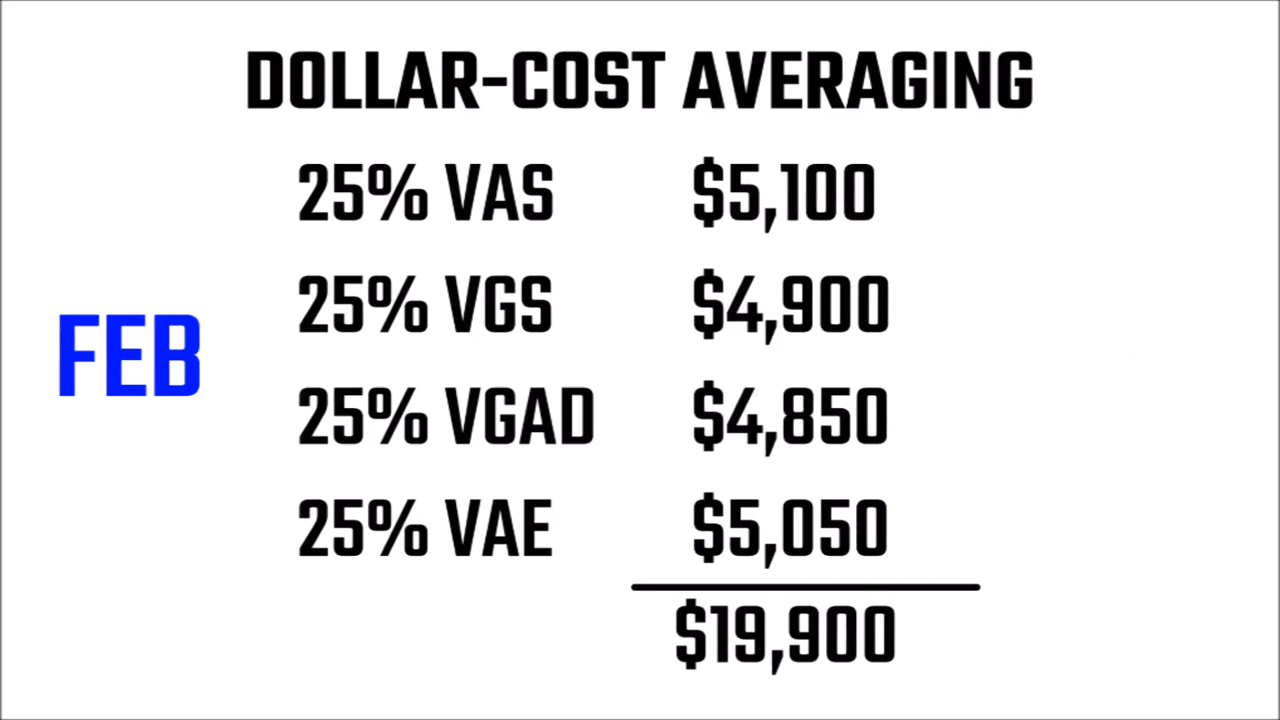 DOLLAR-COST AVERAGING
25% VAS $5,100
25% VGS $4,900
FEB
25% VGAD $4,850
25% VAE $5,050
$19,900